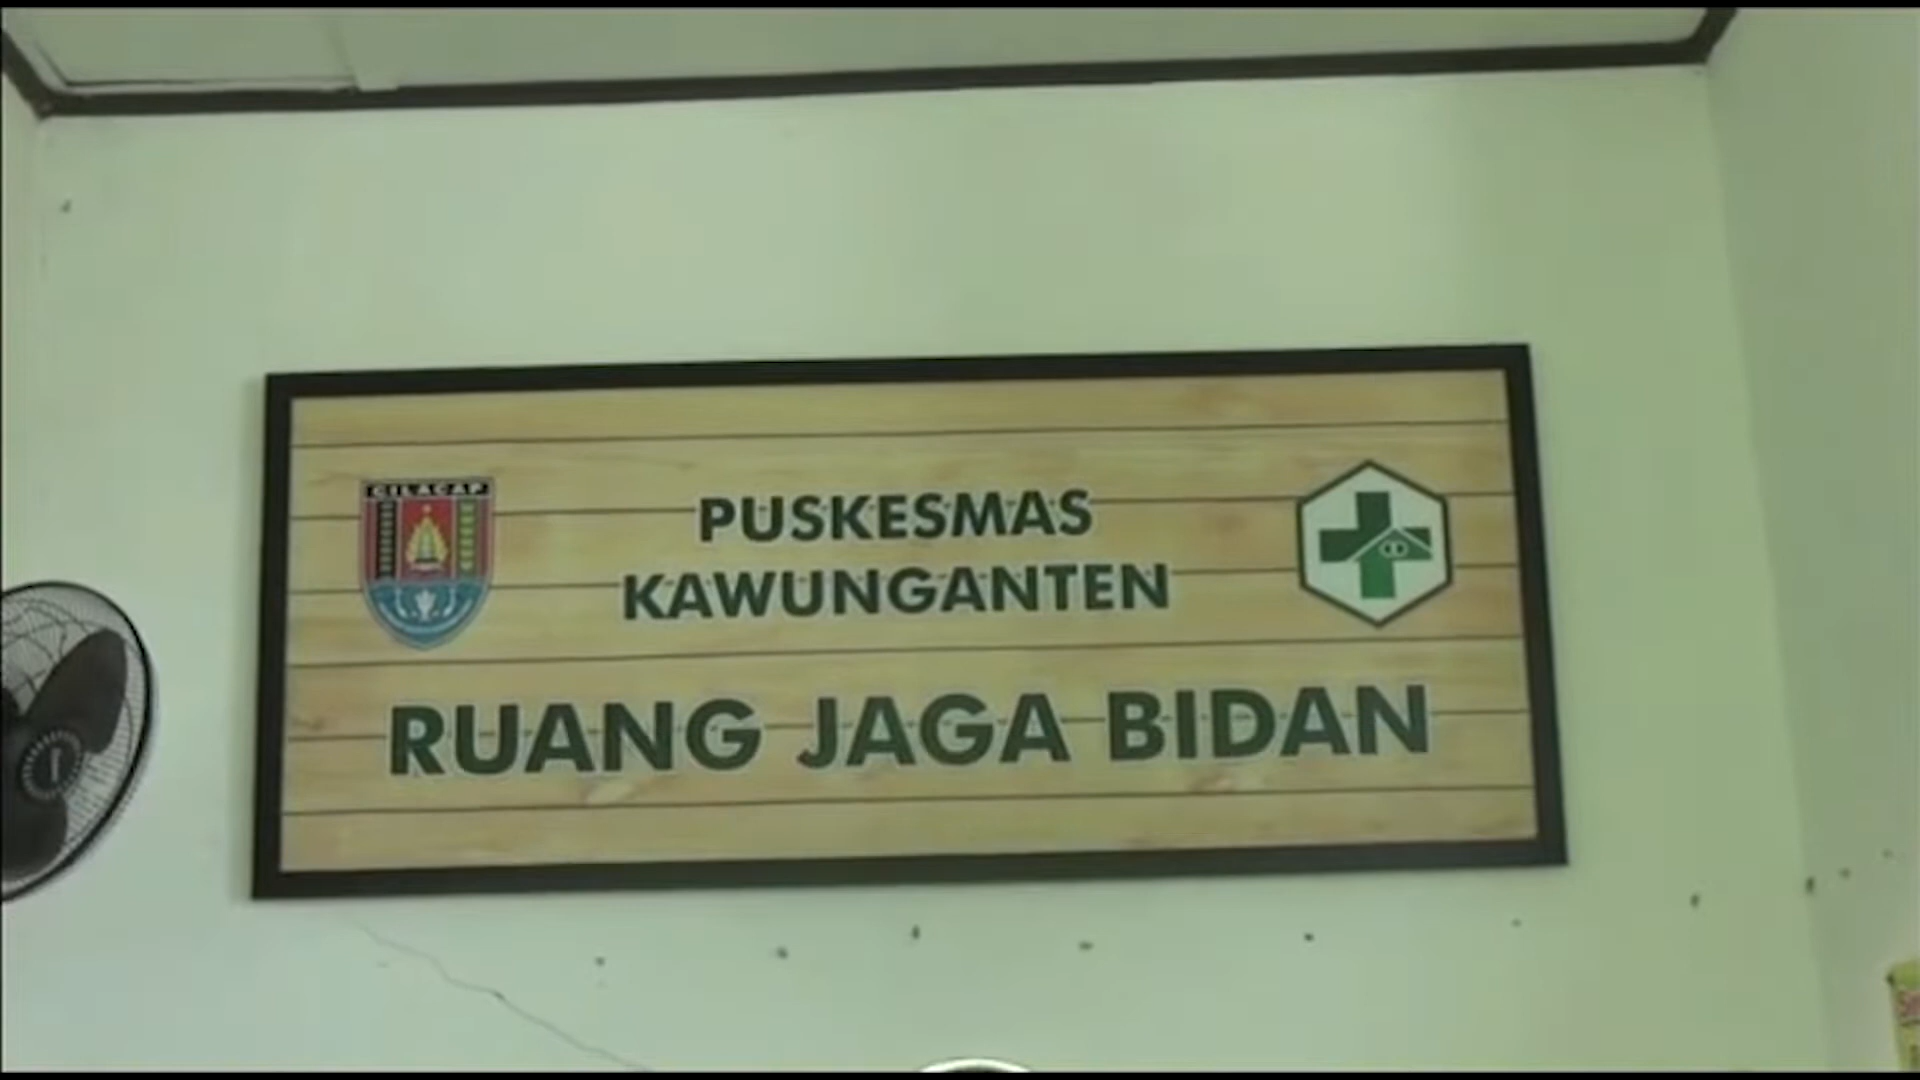 CILACAP
PUSKESMAS
KAWUNGANTEN
RUANG JAGA BIDAN